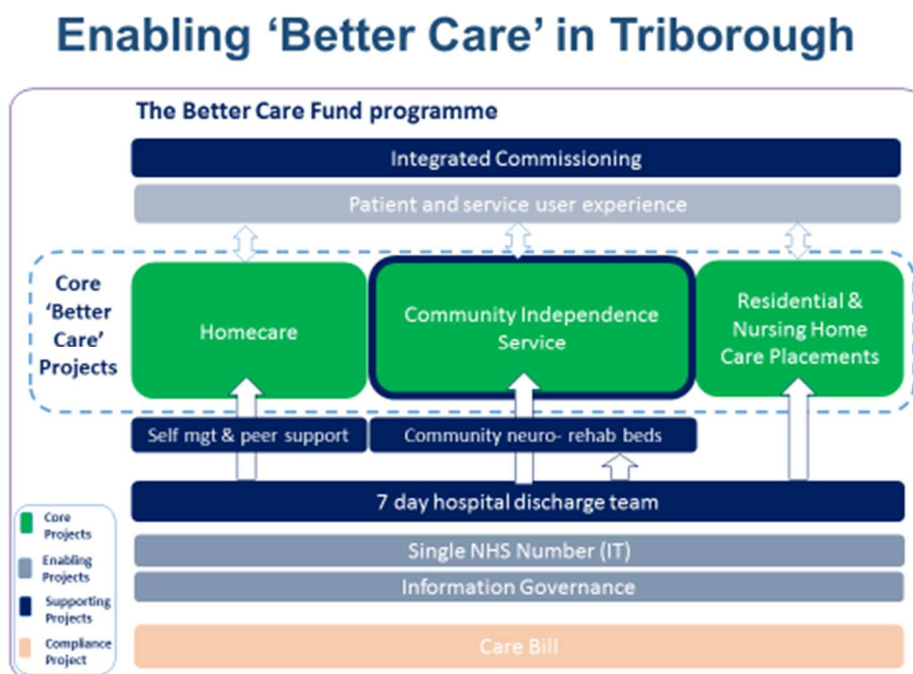 Enabling ‘Better Care’ in Triborough
The Better Care Fund programme
Integrated Commissioning
Patient and service user experience
Core
‘Better
Care’
Projects
Homecare
Community Independence
Service
Residential &
Nursing Home
Care Placements
Self mgt & peer support
Community neuro- rehab beds
7 day hospital discharge team
Single NHS Number (IT)
Information Governance
Care Bill
Core
Projects
Enabling
Projects
Supporting
Projects
Compliance
Project